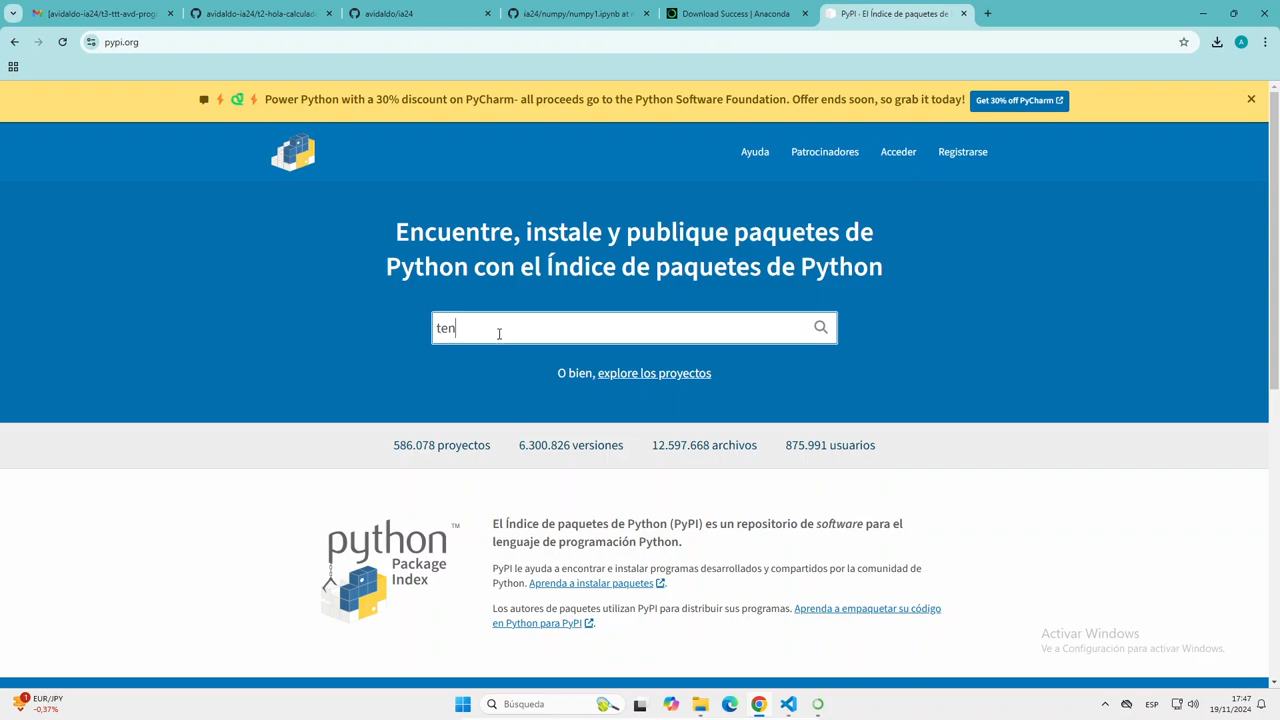 [avidaldo-ia24/t3-ttt-avd-prog
avidaldo-ia24/t2-hola-calculad
avidaldo/ia24
ia24/numpy/numpy1.ipynb at
Download Success | Anaconda
PyPI · El Índice de paquetes de
pypi.org
A
Power Python with a 30% discount on PyCharm- all proceeds go to the Python Software Foundation. Offer ends soon, so grab it today!
Get 30% off PyCharm
Ayuda
Patrocinadores
Acceder
Registrarse
Encuentre, instale y publique paquetes de
Python con el Índice de paquetes de Python
ten
O bien, explore los proyectos
586.078 proyectos
6.300.826 versiones
12.597.668 archivos
875.991 usuarios
python™
Package
Index
El Índice de paquetes de Python (PyPI) es un repositorio de software para el
lenguaje de programación Python.
PyPI le ayuda a encontrar e instalar programas desarrollados y compartidos por la comunidad de
Python. Aprenda a instalar paquetes.
Los autores de paquetes utilizan PyPI para distribuir sus programas. Aprenda a empaquetar su código
en Python para PyPI.
Activar Windows
Ve a Configuración para activar Windows.
1
EUR/JPY
-0,37%
Búsqueda
ESP
17:47
19/11/2024